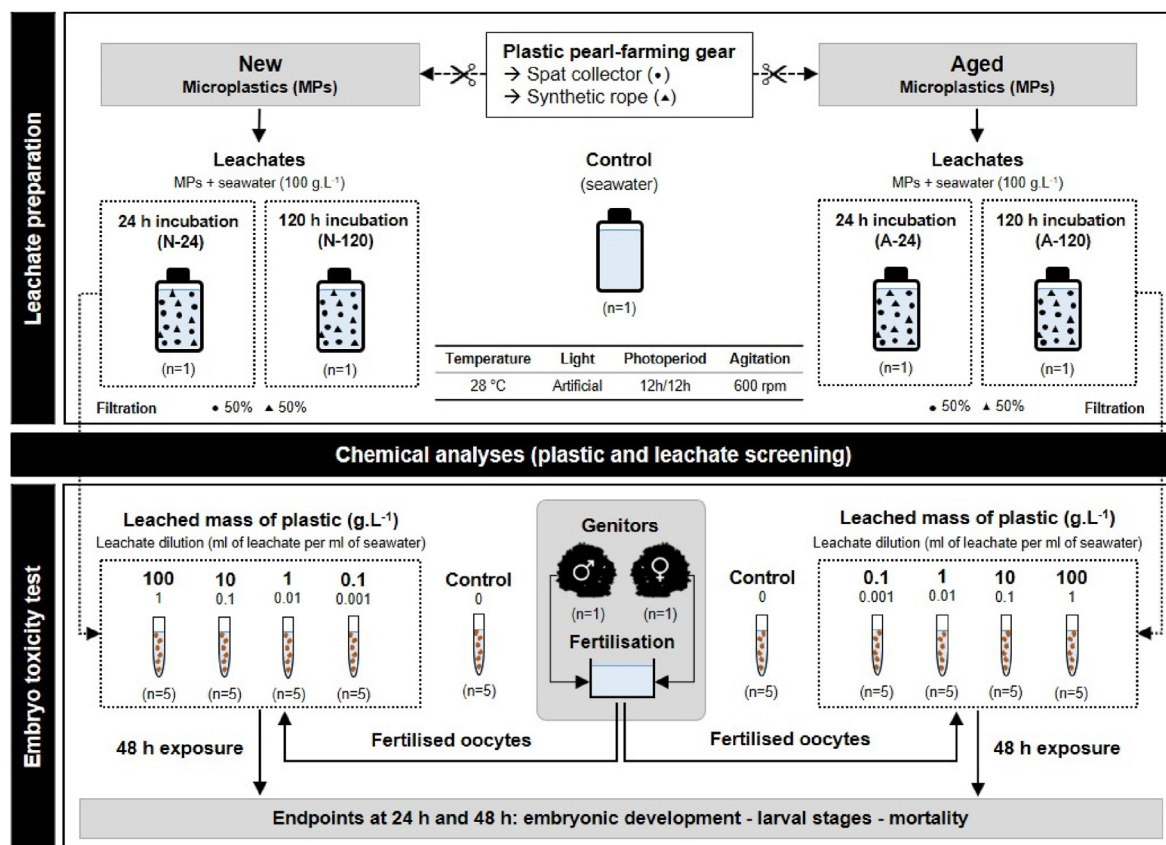 Leachate preparation
New
Microplastics (MPs)
Plastic pearl-farming gear
→ Spat collector (•)
→ Synthetic rope (▲)
Aged
Microplastics (MPs)
Leachates
MPs + seawater (100 g.L⁻¹)
24 h incubation
(N-24)
(n=1)
120 h incubation
(N-120)
(n=1)
Filtration
• 50% ▲ 50%
Control
(seawater)
(n=1)
Temperature Light Photoperiod Agitation
28 °C Artificial 12h/12h 600 rpm
Leachates
MPs + seawater (100 g.L⁻¹)
24 h incubation
(A-24)
(n=1)
120 h incubation
(A-120)
(n=1)
• 50% ▲ 50%
Filtration
Chemical analyses (plastic and leachate screening)
Embryo toxicity test
Leached mass of plastic (g.L⁻¹)
Leachate dilution (ml of leachate per ml of seawater)
100 10 1 0.1
1 0.1 0.01 0.001
(n=5) (n=5) (n=5) (n=5)
Control
0
(n=5)
Genitors
♂ ♀
(n=1) (n=1)
Fertilisation
Control
0
(n=5)
Leached mass of plastic (g.L⁻¹)
Leachate dilution (ml of leachate per ml of seawater)
0.1 1 10 100
0.001 0.01 0.1 1
(n=5) (n=5) (n=5) (n=5)
48 h exposure
Fertilised oocytes
Fertilised oocytes
48 h exposure
Endpoints at 24 h and 48 h: embryonic development - larval stages - mortality